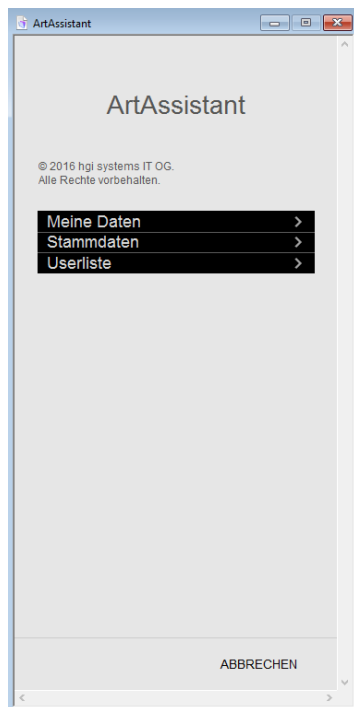 ArtAssistant
ArtAssistant
© 2016 hgi systems IT OG.
Alle Rechte vorbehalten.
Meine Daten
Stammdaten
Userliste
ABBRECHEN